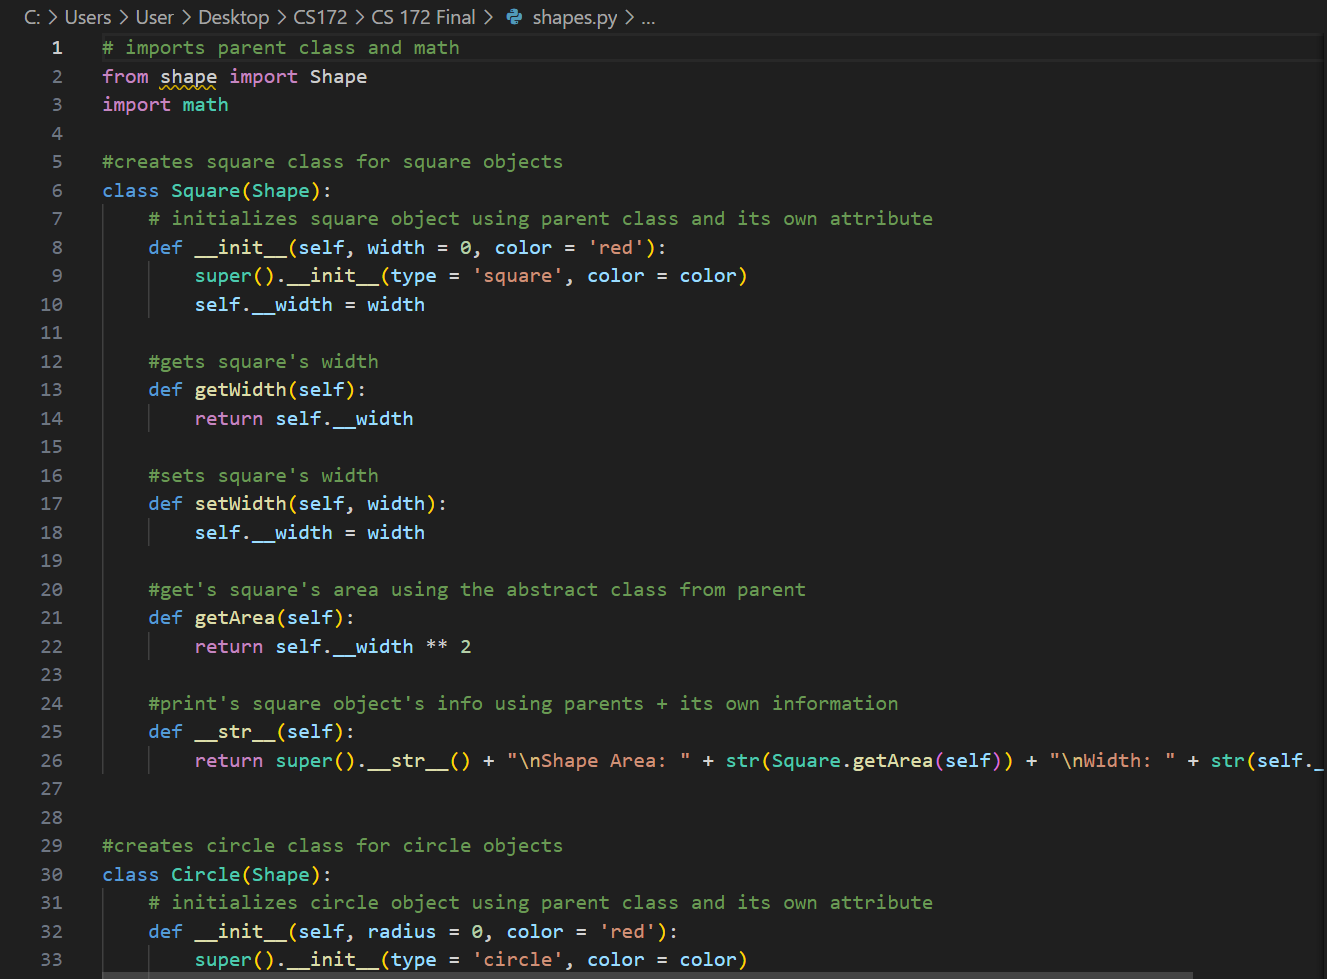 C: > Users > User > Desktop > CS172 > CS 172 Final > shapes.py > ...
1 # imports parent class and math
2 from shape import Shape
3 import math
4
5 #creates square class for square objects
6 class Square(Shape):
7     # initializes square object using parent class and its own attribute
8     def __init__(self, width = 0, color = 'red'):
9         super().__init__(type = 'square', color = color)
10         self.__width = width
11
12     #gets square's width
13     def getWidth(self):
14         return self.__width
15
16     #sets square's width
17     def setWidth(self, width):
18         self.__width = width
19
20     #get's square's area using the abstract class from parent
21     def getArea(self):
22         return self.__width ** 2
23
24     #print's square object's info using parents + its own information
25     def __str__(self):
26         return super().__str__() + "\nShape Area: " + str(Square.getArea(self)) + "\nWidth: " + str(self._
27
28
29 #creates circle class for circle objects
30 class Circle(Shape):
31     # initializes circle object using parent class and its own attribute
32     def __init__(self, radius = 0, color = 'red'):
33         super().__init__(type = 'circle', color = color)